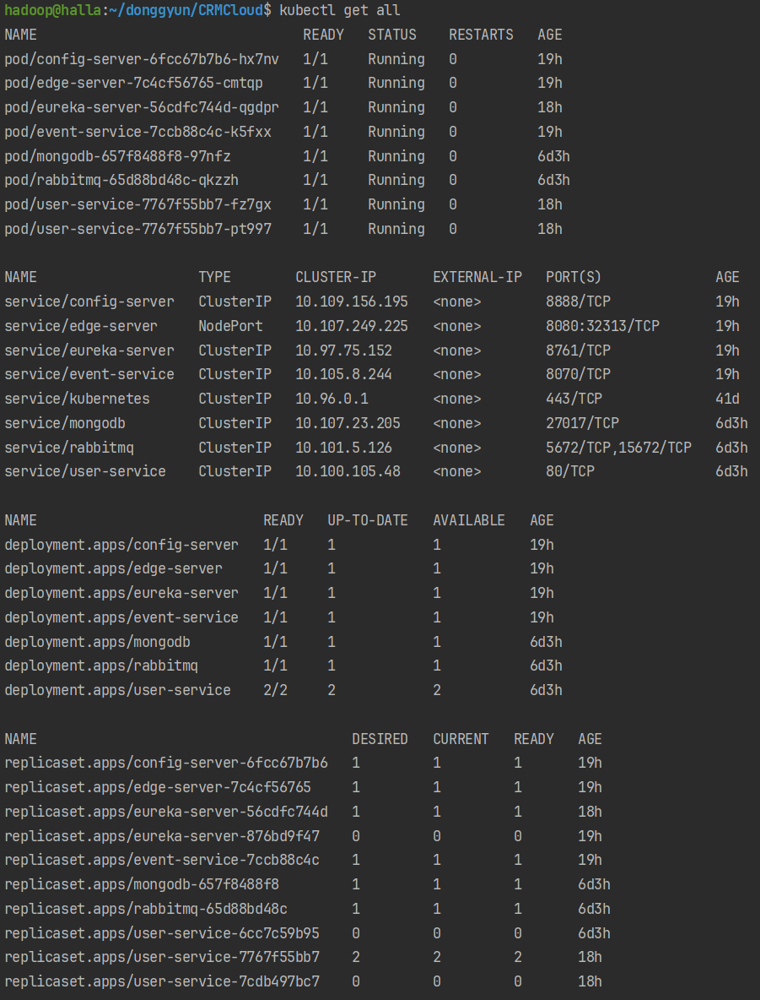 hadoop@halla:~/donggyun/CRMCloud$ kubectl get all
NAME                                 READY   STATUS    RESTARTS   AGE
pod/config-server-6fcc67b7b6-hx7nv   1/1     Running   0          19h
pod/edge-server-7c4cf56765-cmtqp     1/1     Running   0          19h
pod/eureka-server-56cdfc744d-qgdpr   1/1     Running   0          18h
pod/event-service-7ccb88c4c-k5fxx    1/1     Running   0          19h
pod/mongodb-657f8488f8-97nfz         1/1     Running   0          6d3h
pod/rabbitmq-65d88bd48c-qkzzh        1/1     Running   0          6d3h
pod/user-service-7767f55bb7-fz7gx    1/1     Running   0          18h
pod/user-service-7767f55bb7-pt997    1/1     Running   0          18h

NAME                    TYPE        CLUSTER-IP       EXTERNAL-IP   PORT(S)              AGE
service/config-server   ClusterIP   10.109.156.195   <none>        8888/TCP             19h
service/edge-server     NodePort    10.107.249.225   <none>        8080:32313/TCP       19h
service/eureka-server   ClusterIP   10.97.75.152     <none>        8761/TCP             19h
service/event-service   ClusterIP   10.105.8.244     <none>        8070/TCP             19h
service/kubernetes      ClusterIP   10.96.0.1        <none>        443/TCP              41d
service/mongodb         ClusterIP   10.107.23.205    <none>        27017/TCP            6d3h
service/rabbitmq        ClusterIP   10.101.5.126     <none>        5672/TCP,15672/TCP   6d3h
service/user-service    ClusterIP   10.100.105.48    <none>        80/TCP               6d3h

NAME                            READY   UP-TO-DATE   AVAILABLE   AGE
deployment.apps/config-server   1/1     1            1           19h
deployment.apps/edge-server     1/1     1            1           19h
deployment.apps/eureka-server   1/1     1            1           19h
deployment.apps/event-service   1/1     1            1           19h
deployment.apps/mongodb         1/1     1            1           6d3h
deployment.apps/rabbitmq        1/1     1            1           6d3h
deployment.apps/user-service    2/2     2            2           6d3h

NAME                                       DESIRED   CURRENT   READY   AGE
replicaset.apps/config-server-6fcc67b7b6   1         1         1       19h
replicaset.apps/edge-server-7c4cf56765     1         1         1       19h
replicaset.apps/eureka-server-56cdfc744d   1         1         1       18h
replicaset.apps/eureka-server-876bd9f47    0         0         0       19h
replicaset.apps/event-service-7ccb88c4c    1         1         1       19h
replicaset.apps/mongodb-657f8488f8         1         1         1       6d3h
replicaset.apps/rabbitmq-65d88bd48c        1         1         1       6d3h
replicaset.apps/user-service-6cc7c59b95    0         0         0       6d3h
replicaset.apps/user-service-7767f55bb7    2         2         2       18h
replicaset.apps/user-service-7cdb497bc7    0         0         0       18h